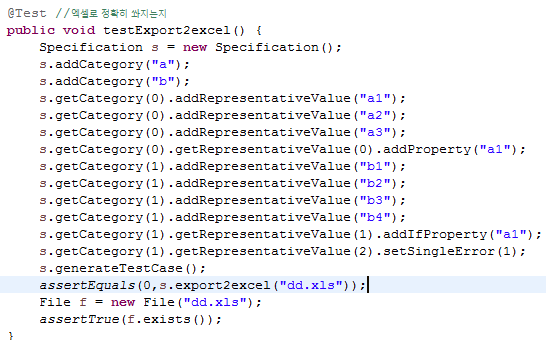 @Test //엑셀로 정확히 쏴지는지
public void testExport2excel() {
Specification s = new Specification();
s.addCategory("a");
s.addCategory("b");
s.getCategory(0).addRepresentativeValue("a1");
s.getCategory(0).addRepresentativeValue("a2");
s.getCategory(0).addRepresentativeValue("a3");
s.getCategory(0).getRepresentativeValue(0).addProperty("a1");
s.getCategory(1).addRepresentativeValue("b1");
s.getCategory(1).addRepresentativeValue("b2");
s.getCategory(1).addRepresentativeValue("b3");
s.getCategory(1).addRepresentativeValue("b4");
s.getCategory(1).getRepresentativeValue(1).addIfProperty("a1");
s.getCategory(1).getRepresentativeValue(2).setSingleError(1);
s.generateTestCase();
assertEquals(0,s.export2excel("dd.xls"));
File f = new File("dd.xls");
assertTrue(f.exists());
}